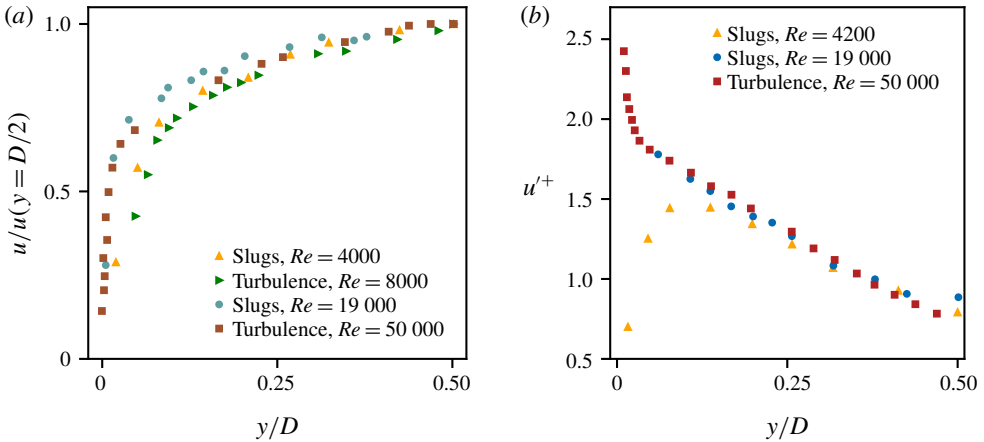 (a)
1.0
0.5
0
u/u(y = D/2)
Slugs, Re = 4000
Turbulence, Re = 8000
Slugs, Re = 19 000
Turbulence, Re = 50 000
0
0.25
0.50
y/D
(b)
2.5
2.0
1.5
1.0
0.5
u′+
Slugs, Re = 4200
Slugs, Re = 19 000
Turbulence, Re = 50 000
0
0.25
0.50
y/D